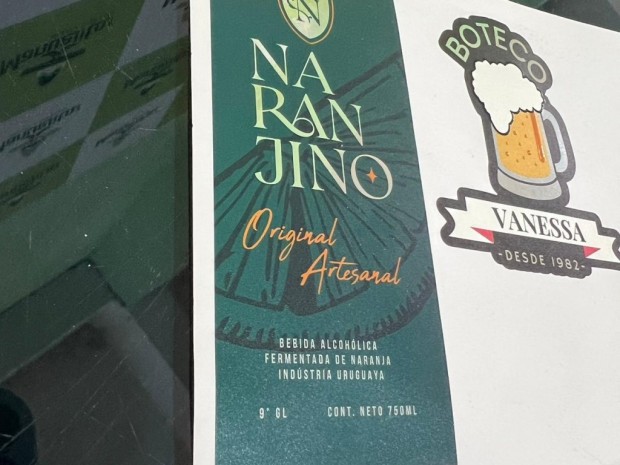 N
NA
RAN
JINO
Original
Artesanal
BEBIDA ALCOHÓLICA
FERMENTADA DE NARANJA
INDÚSTRIA URUGUAYA
9° GL CONT. NETO 750ML
BOTECO
VANESSA
-DESDE 1982-